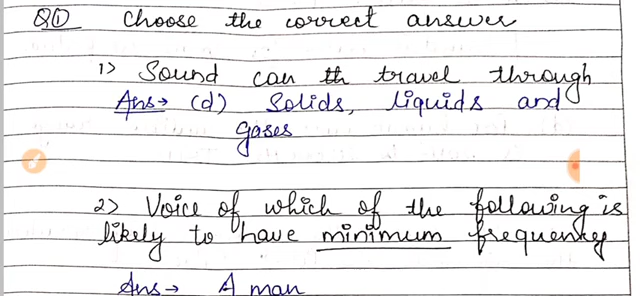 Q① Choose the correct answer
1) Sound can th travel through
Ans→ (d) Solids, liquids and
gases
2) Voice of which of the following is
likely to have minimum frequency
Ans→ A man